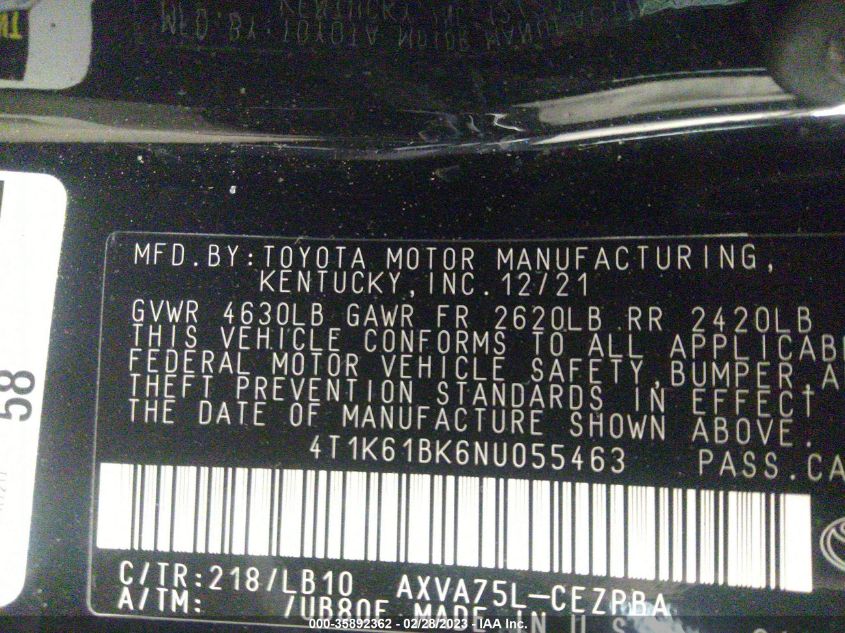 MFD.BY:TOYOTA MOTOR MANUFACTURING,
KENTUCKY,INC.12/21
GVWR 4630LB GAWR FR 2620LB RR 2420LB
THIS VEHICLE CONFORMS TO ALL APPLICABL
FEDERAL MOTOR VEHICLE SAFETY,BUMPER,A
THEFT PREVENTION STANDARDS IN EFFECT
THE DATE OF MANUFACTURE SHOWN ABOVE.
4T1K61BK6NU055463 PASS.CA
58
C/TR:218/LB10 AXVA75L-CEZPBA
A/TM: /UB80F MADE IN
000-35892362 - 02/28/2023 - IAA Inc.